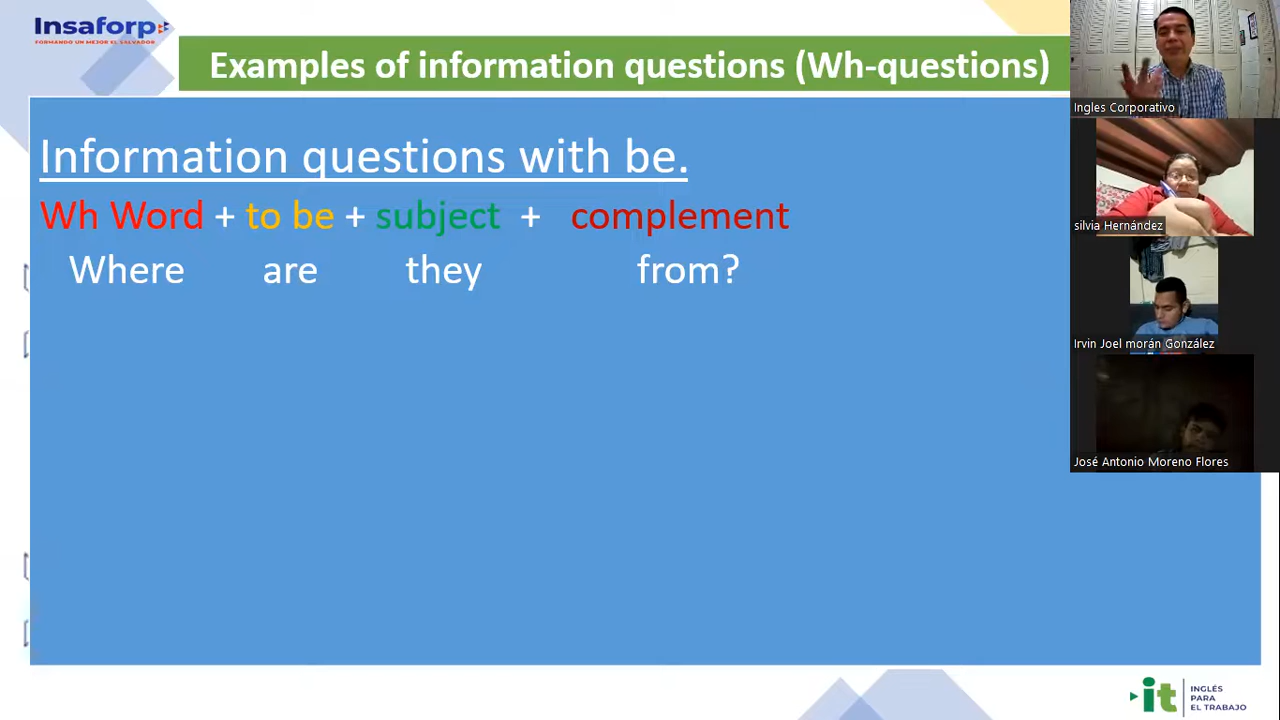 Insaforp
FORMANDO UN MEJOR EL SALVADOR
Examples of information questions (Wh-questions)
Information questions with be.
Wh Word + to be + subject + complement
Where are they from?
Ingles Corporativo
silvia Hernández
Irvin Joel morán González
José Antonio Moreno Flores
it
INGLÉS
PARA
EL TRABAJO